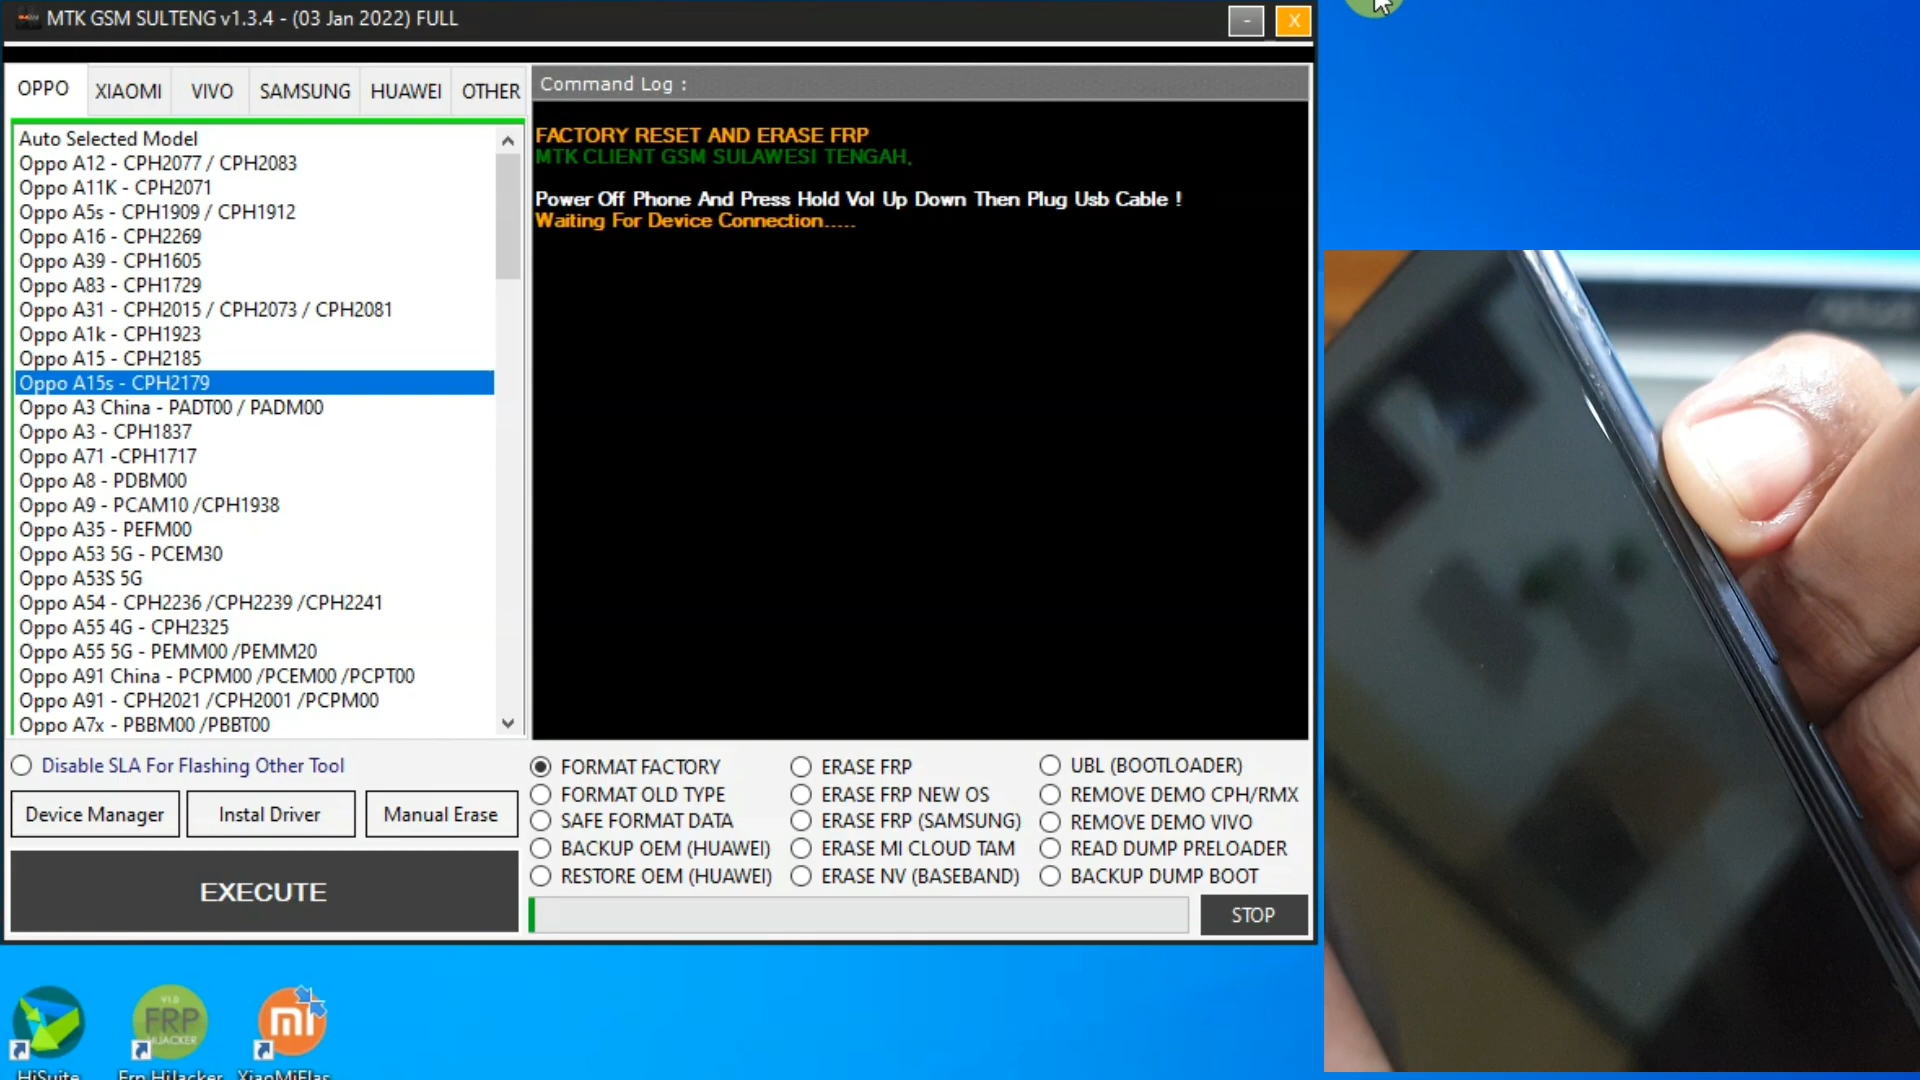 MTK GSM SULTENG v1.3.4 - (03 Jan 2022) FULL
-
X
OPPO
XIAOMI
VIVO
SAMSUNG
HUAWEI
OTHER
Auto Selected Model
Oppo A12 - CPH2077 / CPH2083
Oppo A11K - CPH2071
Oppo A5s - CPH1909 / CPH1912
Oppo A16 - CPH2269
Oppo A39 - CPH1605
Oppo A83 - CPH1729
Oppo A31 - CPH2015 / CPH2073 / CPH2081
Oppo A1k - CPH1923
Oppo A15 - CPH2185
Oppo A15s - CPH2179
Oppo A3 China - PADT00 / PADM00
Oppo A3 - CPH1837
Oppo A71 -CPH1717
Oppo A8 - PDBM00
Oppo A9 - PCAM10 /CPH1938
Oppo A35 - PEFM00
Oppo A53 5G - PCEM30
Oppo A53S 5G
Oppo A54 - CPH2236 /CPH2239 /CPH2241
Oppo A55 4G - CPH2325
Oppo A55 5G - PEMM00 /PEMM20
Oppo A91 China - PCPM00 /PCEM00 /PCPT00
Oppo A91 - CPH2021 /CPH2001 /PCPM00
Oppo A7x - PBBM00 /PBBT00
Command Log :
FACTORY RESET AND ERASE FRP
MTK CLIENT GSM SULAWESI TENGAH.
Power Off Phone And Press Hold Vol Up Down Then Plug Usb Cable !
Waiting For Device Connection.....
Disable SLA For Flashing Other Tool
Device Manager
Instal Driver
Manual Erase
EXECUTE
FORMAT FACTORY
FORMAT OLD TYPE
SAFE FORMAT DATA
BACKUP OEM (HUAWEI)
RESTORE OEM (HUAWEI)
ERASE FRP
ERASE FRP NEW OS
ERASE FRP (SAMSUNG)
ERASE MI CLOUD TAM
ERASE NV (BASEBAND)
UBL (BOOTLOADER)
REMOVE DEMO CPH/RMX
REMOVE DEMO VIVO
READ DUMP PRELOADER
BACKUP DUMP BOOT
STOP
V1.0
FRP
HIJACKER
mi
HiSuite
Frp HiJacker
XiaoMiFlas